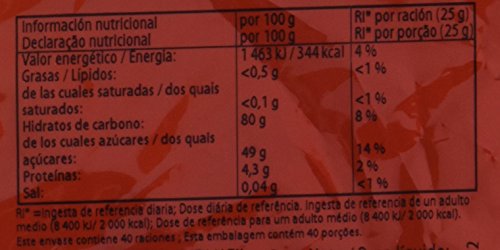 Información nutricional por 100 g RI* por ración (25 g)
Declaração nutricional por 100 g RI* por porção (25 g)
Valor energético / Energia: 1 463 kJ / 344 kcal 4 %
Grasas / Lípidos: <0,5 g <1 %
de las cuales saturadas / dos quais
saturados: <0,1 g <1 %
Hidratos de carbono: 80 g 8 %
de los cuales azúcares / dos quais
açúcares: 49 g 14 %
Proteínas: 4,3 g 2 %
Sal: 0,04 g <1 %
RI* =Ingesta de referencia diaria; Dose diária de referência. Ingesta de referencia de un adulto
medio (8 400 kJ/ 2 000 kcal); Dose de referência para um adulto médio (8 400 kJ/ 2 000 kcal).
Este envase contiene 40 raciones ; Esta embalagem contém 40 porções.